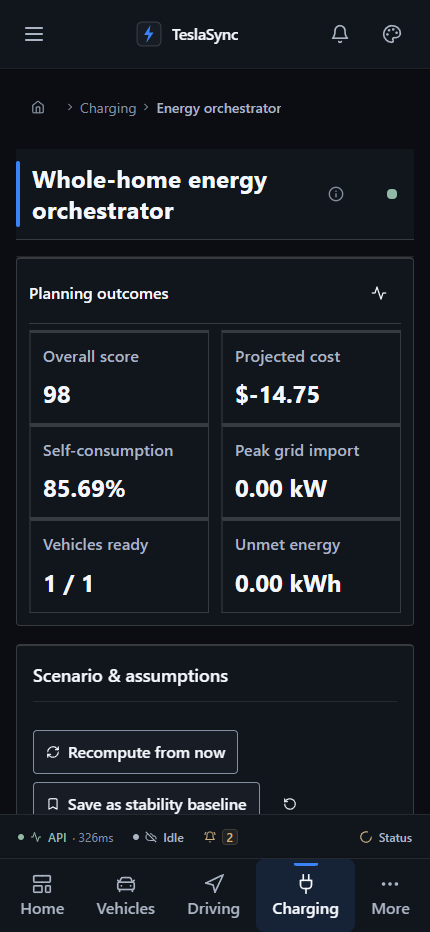 TeslaSync
Charging Energy orchestrator
Whole-home energy
orchestrator
Planning outcomes
Overall score
Projected cost
98
$-14.75
Self-consumption
Peak grid import
85.69%
0.00 kW
Vehicles ready
Unmet energy
1 / 1
0.00 kWh
Scenario & assumptions
Recompute from now
Save as stability baseline
API · 326ms Idle 2 Status
Home Vehicles Driving Charging More